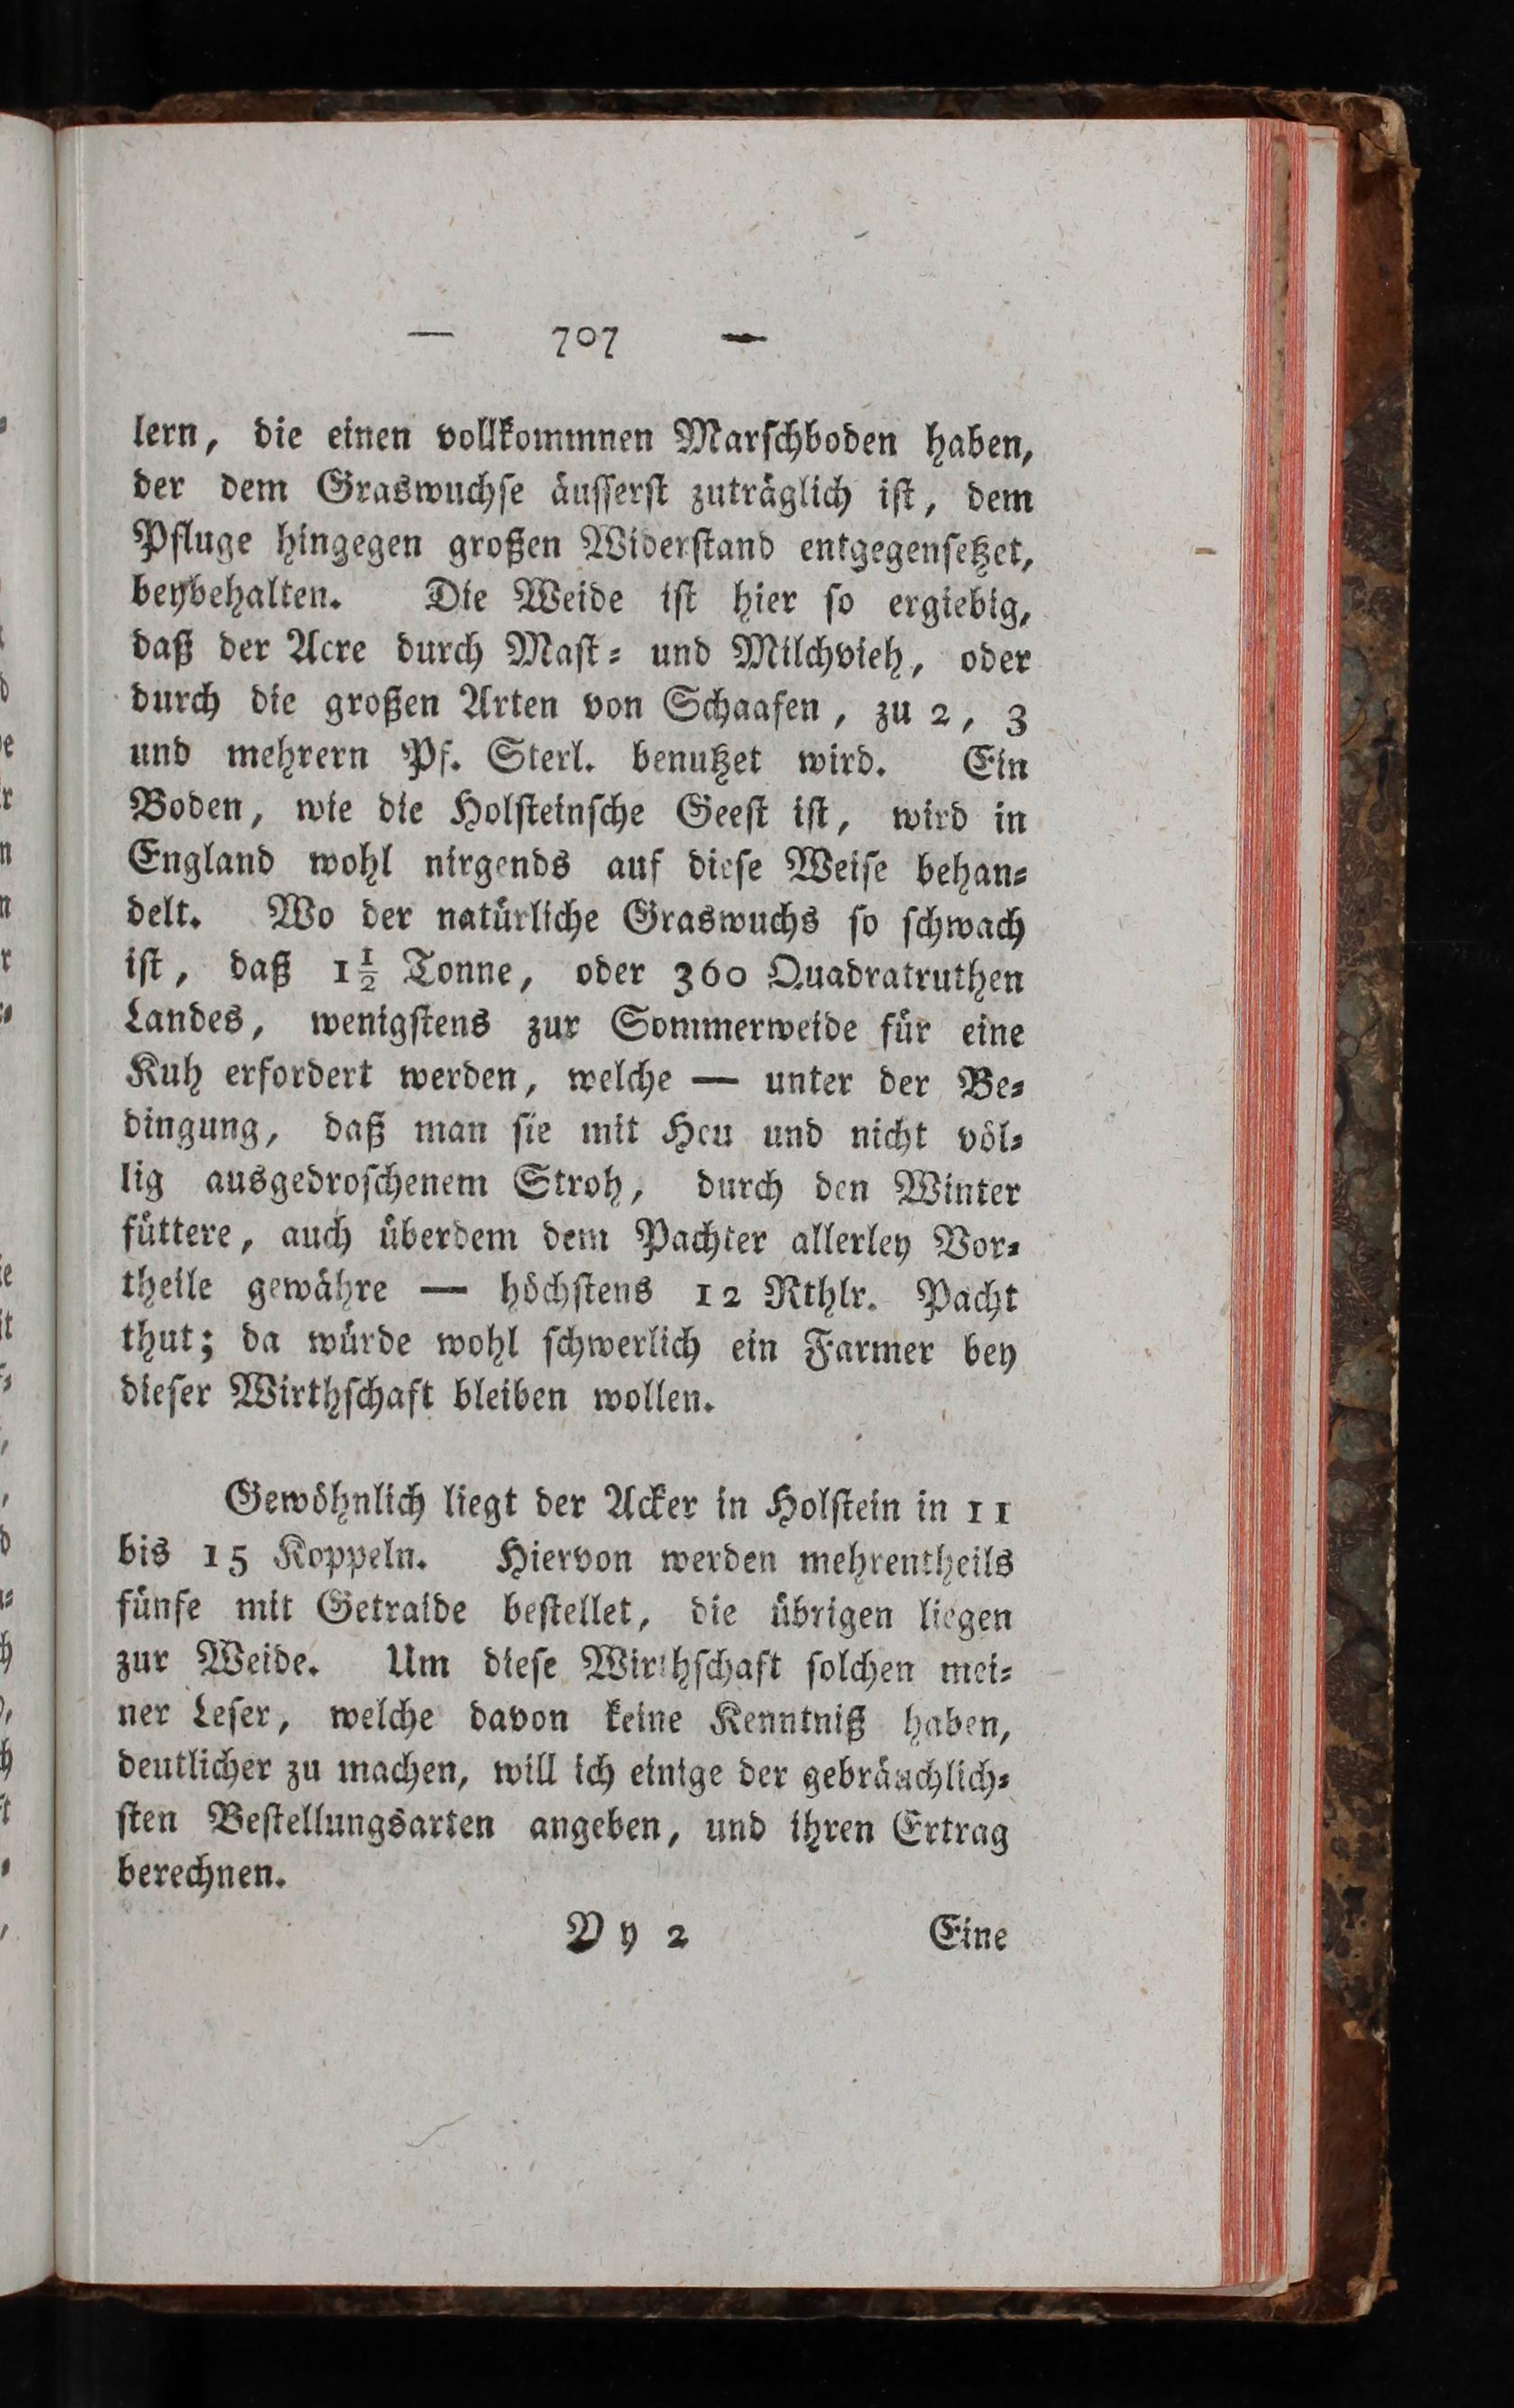 — 707 —
lern, die einen vollkommnen Marschboden haben,
der dem Graswuchse äusserst zuträglich ist, dem
Pfluge hingegen großen Widerstand entgegensetzet,
beybehalten. Die Weide ist hier so ergiebig,
daß der Acre durch Mast- und Milchvieh, oder
durch die großen Arten von Schaafen, zu 2, 3
und mehrern Pf. Sterl. benutzet wird. Ein
Boden, wie die Holsteinsche Geest ist, wird in
England wohl nirgends auf diese Weise behan-
delt. Wo der natürliche Graswuchs so schwach
ist, daß 1½ Tonne, oder 360 Quadratruthen
Landes, wenigstens zur Sommerweide für eine
Kuh erfordert werden, welche — unter der Be-
dingung, daß man sie mit Heu und nicht völ-
lig ausgedroschenem Stroh, durch den Winter
füttere, auch überdem dem Pachter allerley Vor-
theile gewähre — höchstens 12 Rthlr. Pacht
thut; da würde wohl schwerlich ein Farmer bey
dieser Wirthschaft bleiben wollen.
Gewöhnlich liegt der Acker in Holstein in 11
bis 15 Koppeln. Hiervon werden mehrentheils
fünfe mit Getraide bestellet, die übrigen liegen
zur Weide. Um diese Wirthschaft solchen mei-
ner Leser, welche davon keine Kenntniß haben,
deutlicher zu machen, will ich einige der gebräuchlich-
sten Bestellungsarten angeben, und ihren Ertrag
berechnen.
Yy 2 Eine